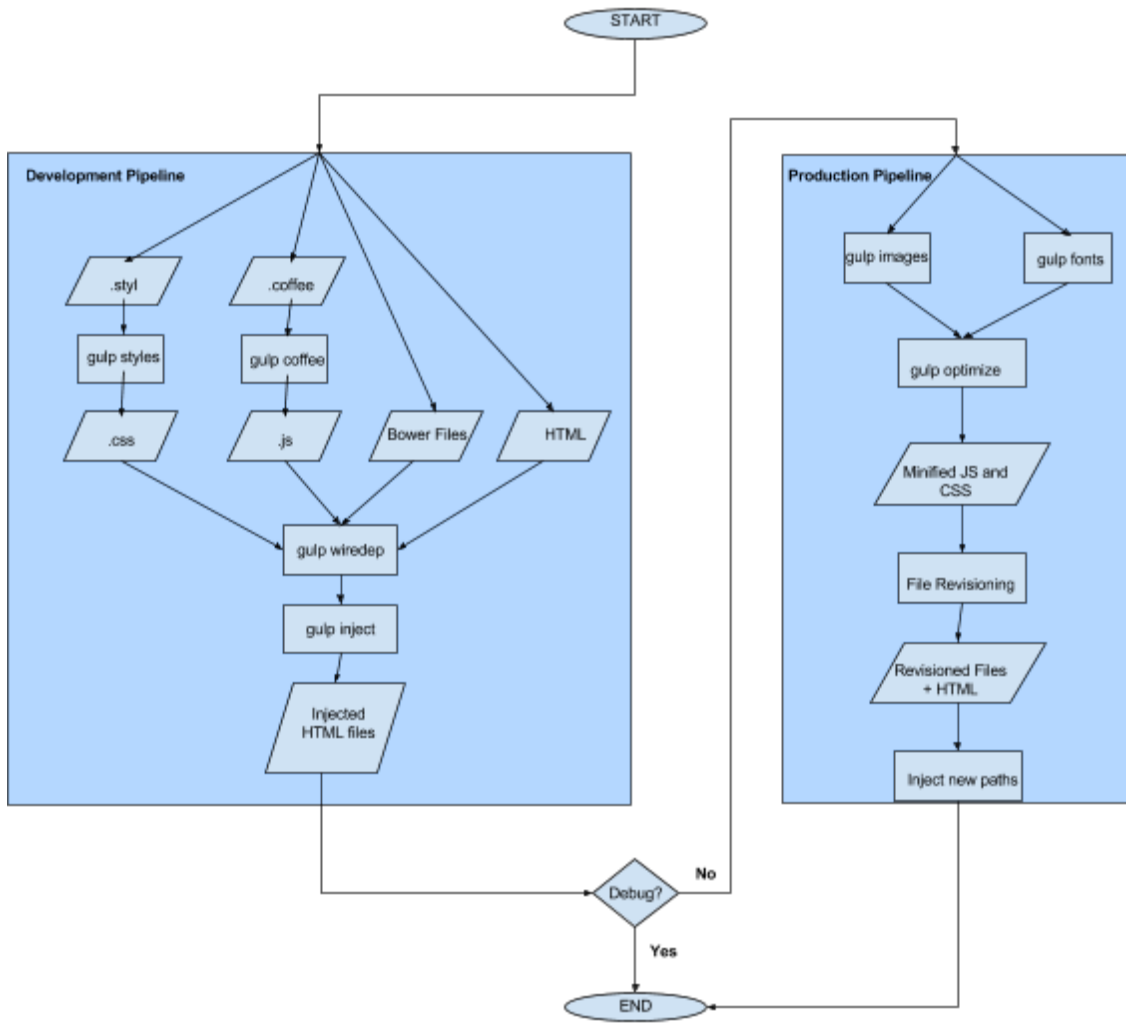 START
Development Pipeline
Production Pipeline
gulp images
gulp fonts
.styl
.coffee
gulp styles
gulp coffee
gulp optimize
.css
.js
Bower Files
HTML
Minified JS and
CSS
gulp wiredep
File Revisioning
gulp inject
Revisioned Files
+ HTML
Injected
HTML files
Inject new paths
Debug?
No
Yes
END